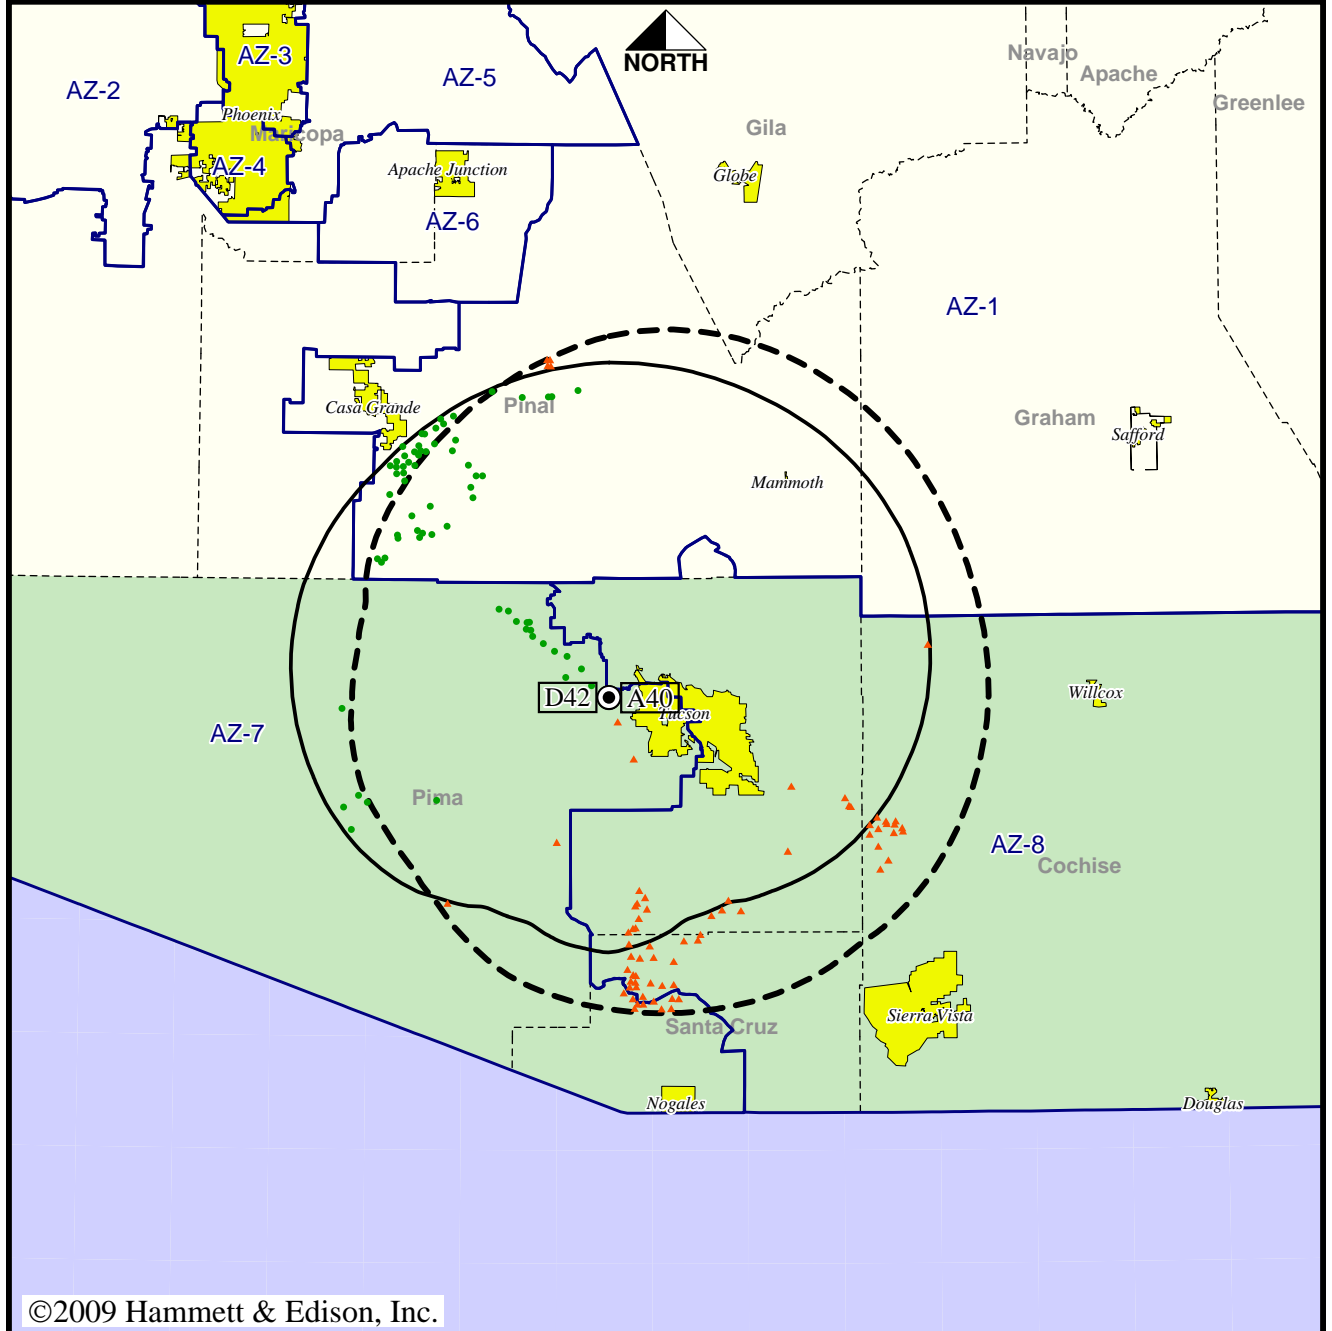 AZ-3
Navajo
AZ-5
NORTH
Apache
AZ-2
Greenlee
Phoenix
Maricopa
Gila
AZ-4
Apache Junction
Globe
AZ-6
AZ-1
Casa Grande
Pinal
Graham
Safford
Mammoth
D42
A40
Tucson
Willcox
AZ-7
Pima
AZ-8
Cochise
Sierra Vista
Santa Cruz
Nogales
Douglas
©2009 Hammett & Edison, Inc.